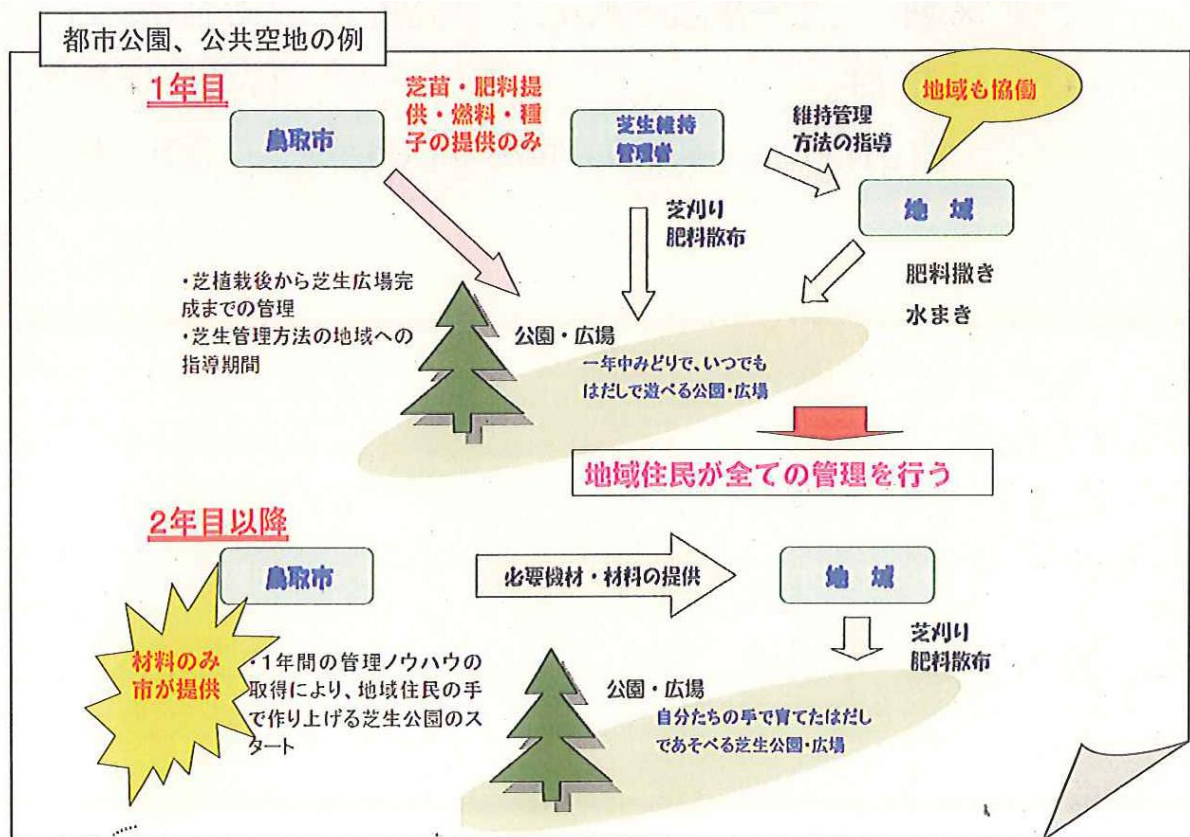 都市公園、公共空地の例
1年目
鳥取市
芝苗・肥料提
供・燃料・種
子の提供のみ
芝生維持
管理者
維持管理
方法の指導
地域も協働
地 域
芝刈り
肥料散布
肥料撒き
水まき
・芝植栽後から芝生広場完
成までの管理
・芝生管理方法の地域への
指導期間
公園・広場
一年中みどりで、いつでも
はだしで遊べる公園・広場
地域住民が全ての管理を行う
2年目以降
鳥取市
必要機材・材料の提供
地 域
芝刈り
肥料散布
材料のみ
市が提供
・1年間の管理ノウハウの
取得により、地域住民の手
で作り上げる芝生公園のス
タート
公園・広場
自分たちの手で育てたはだし
であそべる芝生公園・広場